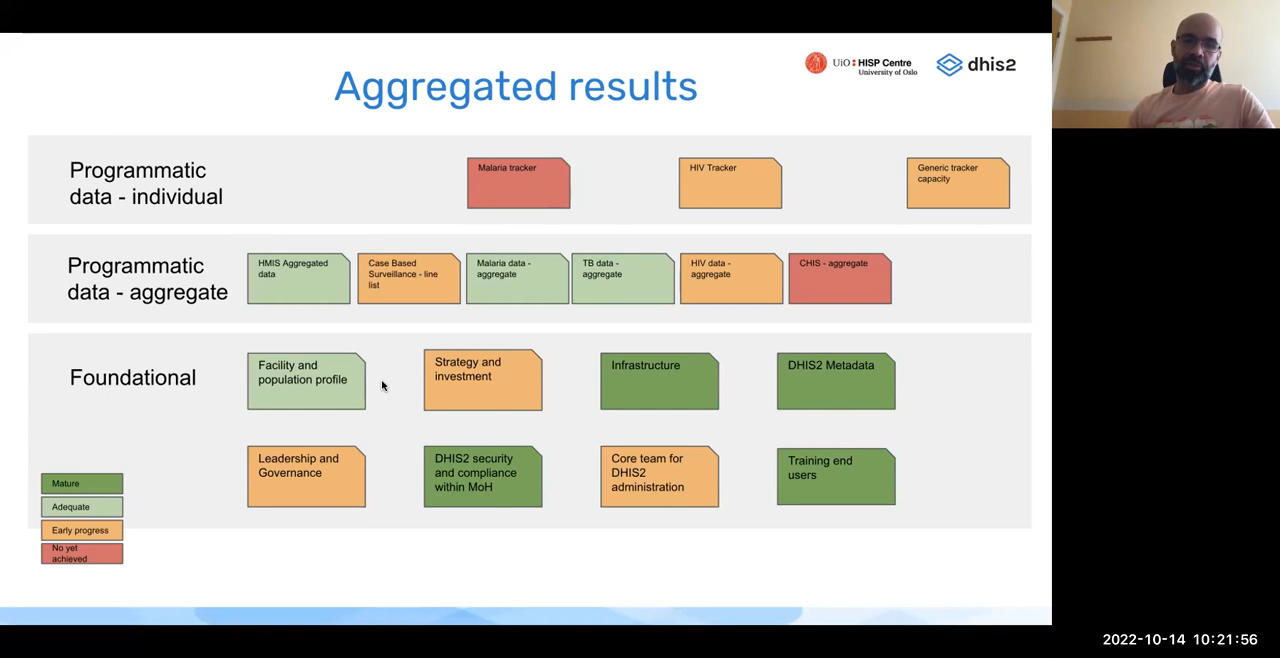 UiO HISP Centre
University of Oslo
dhis2
Aggregated results
Programmatic
data - individual
Malaria tracker
HIV Tracker
Generic tracker
capacity
Programmatic
data - aggregate
HMIS Aggregated
data
Case Based
Surveillance - line
list
Malaria data -
aggregate
TB data -
aggregate
HIV data -
aggregate
CHIS - aggregate
Foundational
Facility and
population profile
Strategy and
investment
Infrastructure
DHIS2 Metadata
Leadership and
Governance
DHIS2 security
and compliance
within MoH
Core team for
DHIS2
administration
Training end
users
Mature
Adequate
Early progress
No yet
achieved
2022-10-14 10:21:56